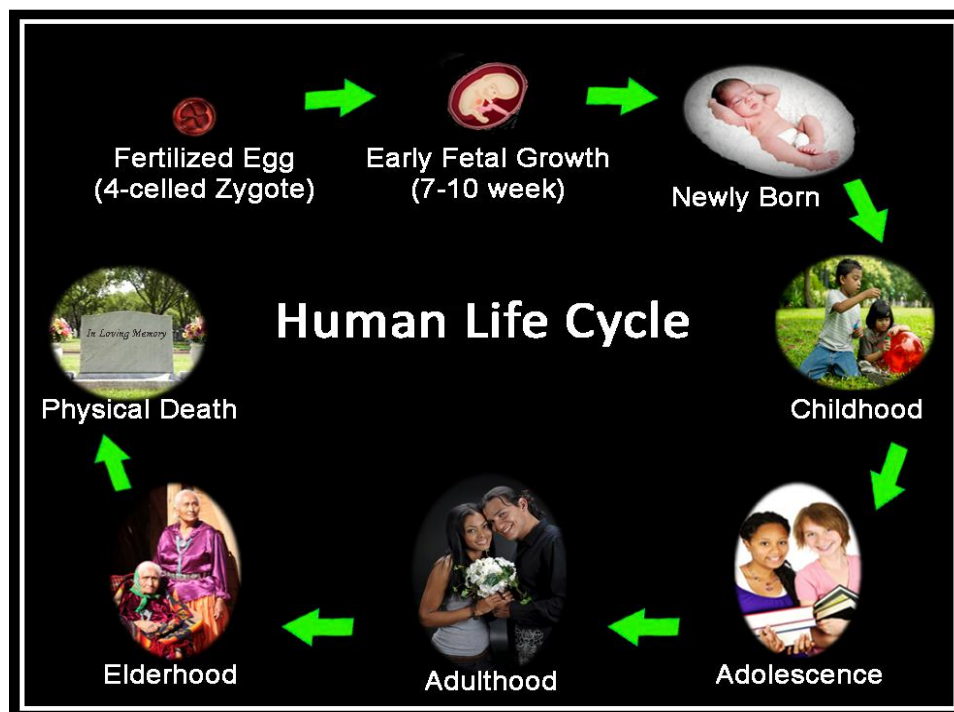 Fertilized Egg
(4-celled Zygote)
Early Fetal Growth
(7-10 week)
Newly Born
Human Life Cycle
In Loving Memory
Physical Death
Childhood
Elderhood
Adulthood
Adolescence